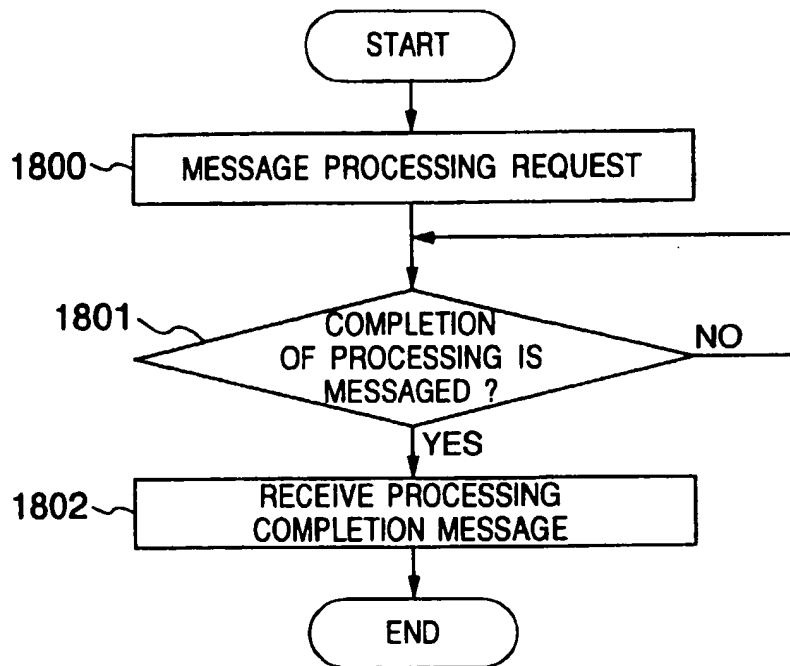 START
1800
MESSAGE PROCESSING REQUEST
1801
COMPLETION
OF PROCESSING IS
MESSAGED ?
NO
YES
1802
RECEIVE PROCESSING
COMPLETION MESSAGE
END